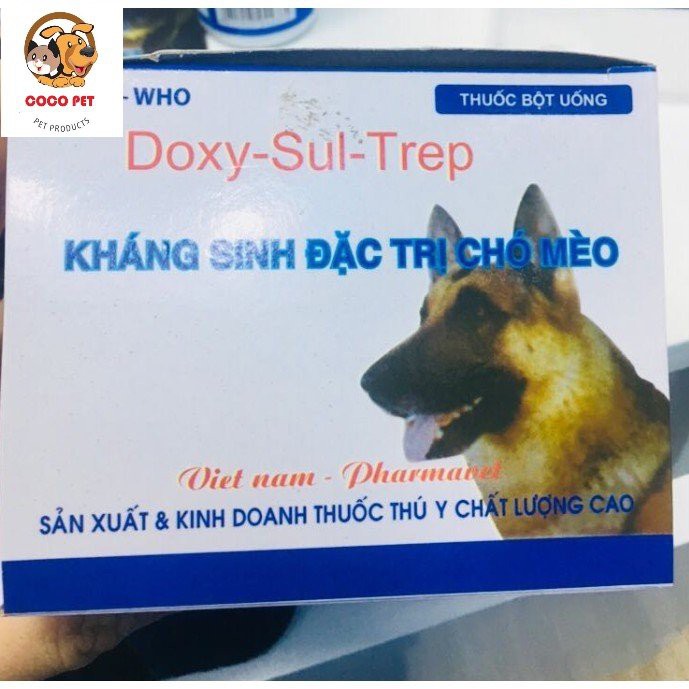 COCO PET
PET PRODUCTS
- WHO
THUỐC BỘT UỐNG
Doxy-Sul-Trep
KHÁNG SINH ĐẶC TRỊ CHÓ MÈO
Viet nam - Pharmavet
SẢN XUẤT & KINH DOANH THUỐC THÚ Y CHẤT LƯỢNG CAO